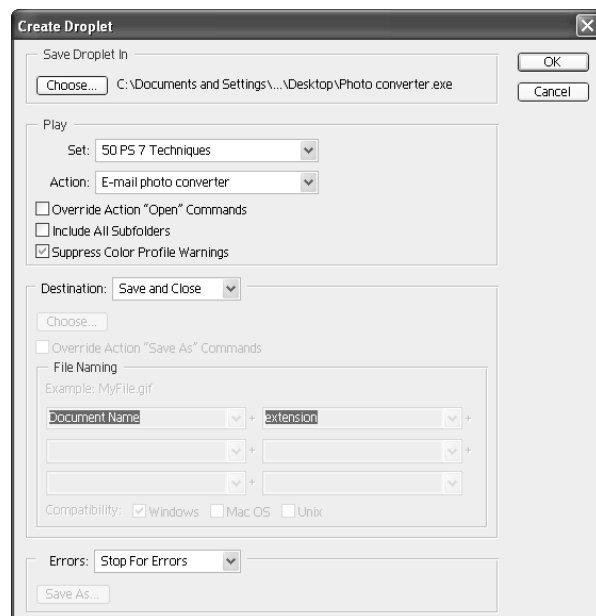 Create Droplet
Save Droplet In
Choose... C:\Documents and Settings\...\Desktop\Photo converter.exe
OK
Cancel
Play
Set: 50 PS 7 Techniques
Action: E-mail photo converter
Override Action "Open" Commands
Include All Subfolders
Suppress Color Profile Warnings
Destination: Save and Close
Choose...
Override Action "Save As" Commands
File Naming
Example: MyFile.gif
Document Name + extension +
+ +
+
Compatibility: Windows Mac OS Unix
Errors: Stop For Errors
Save As...